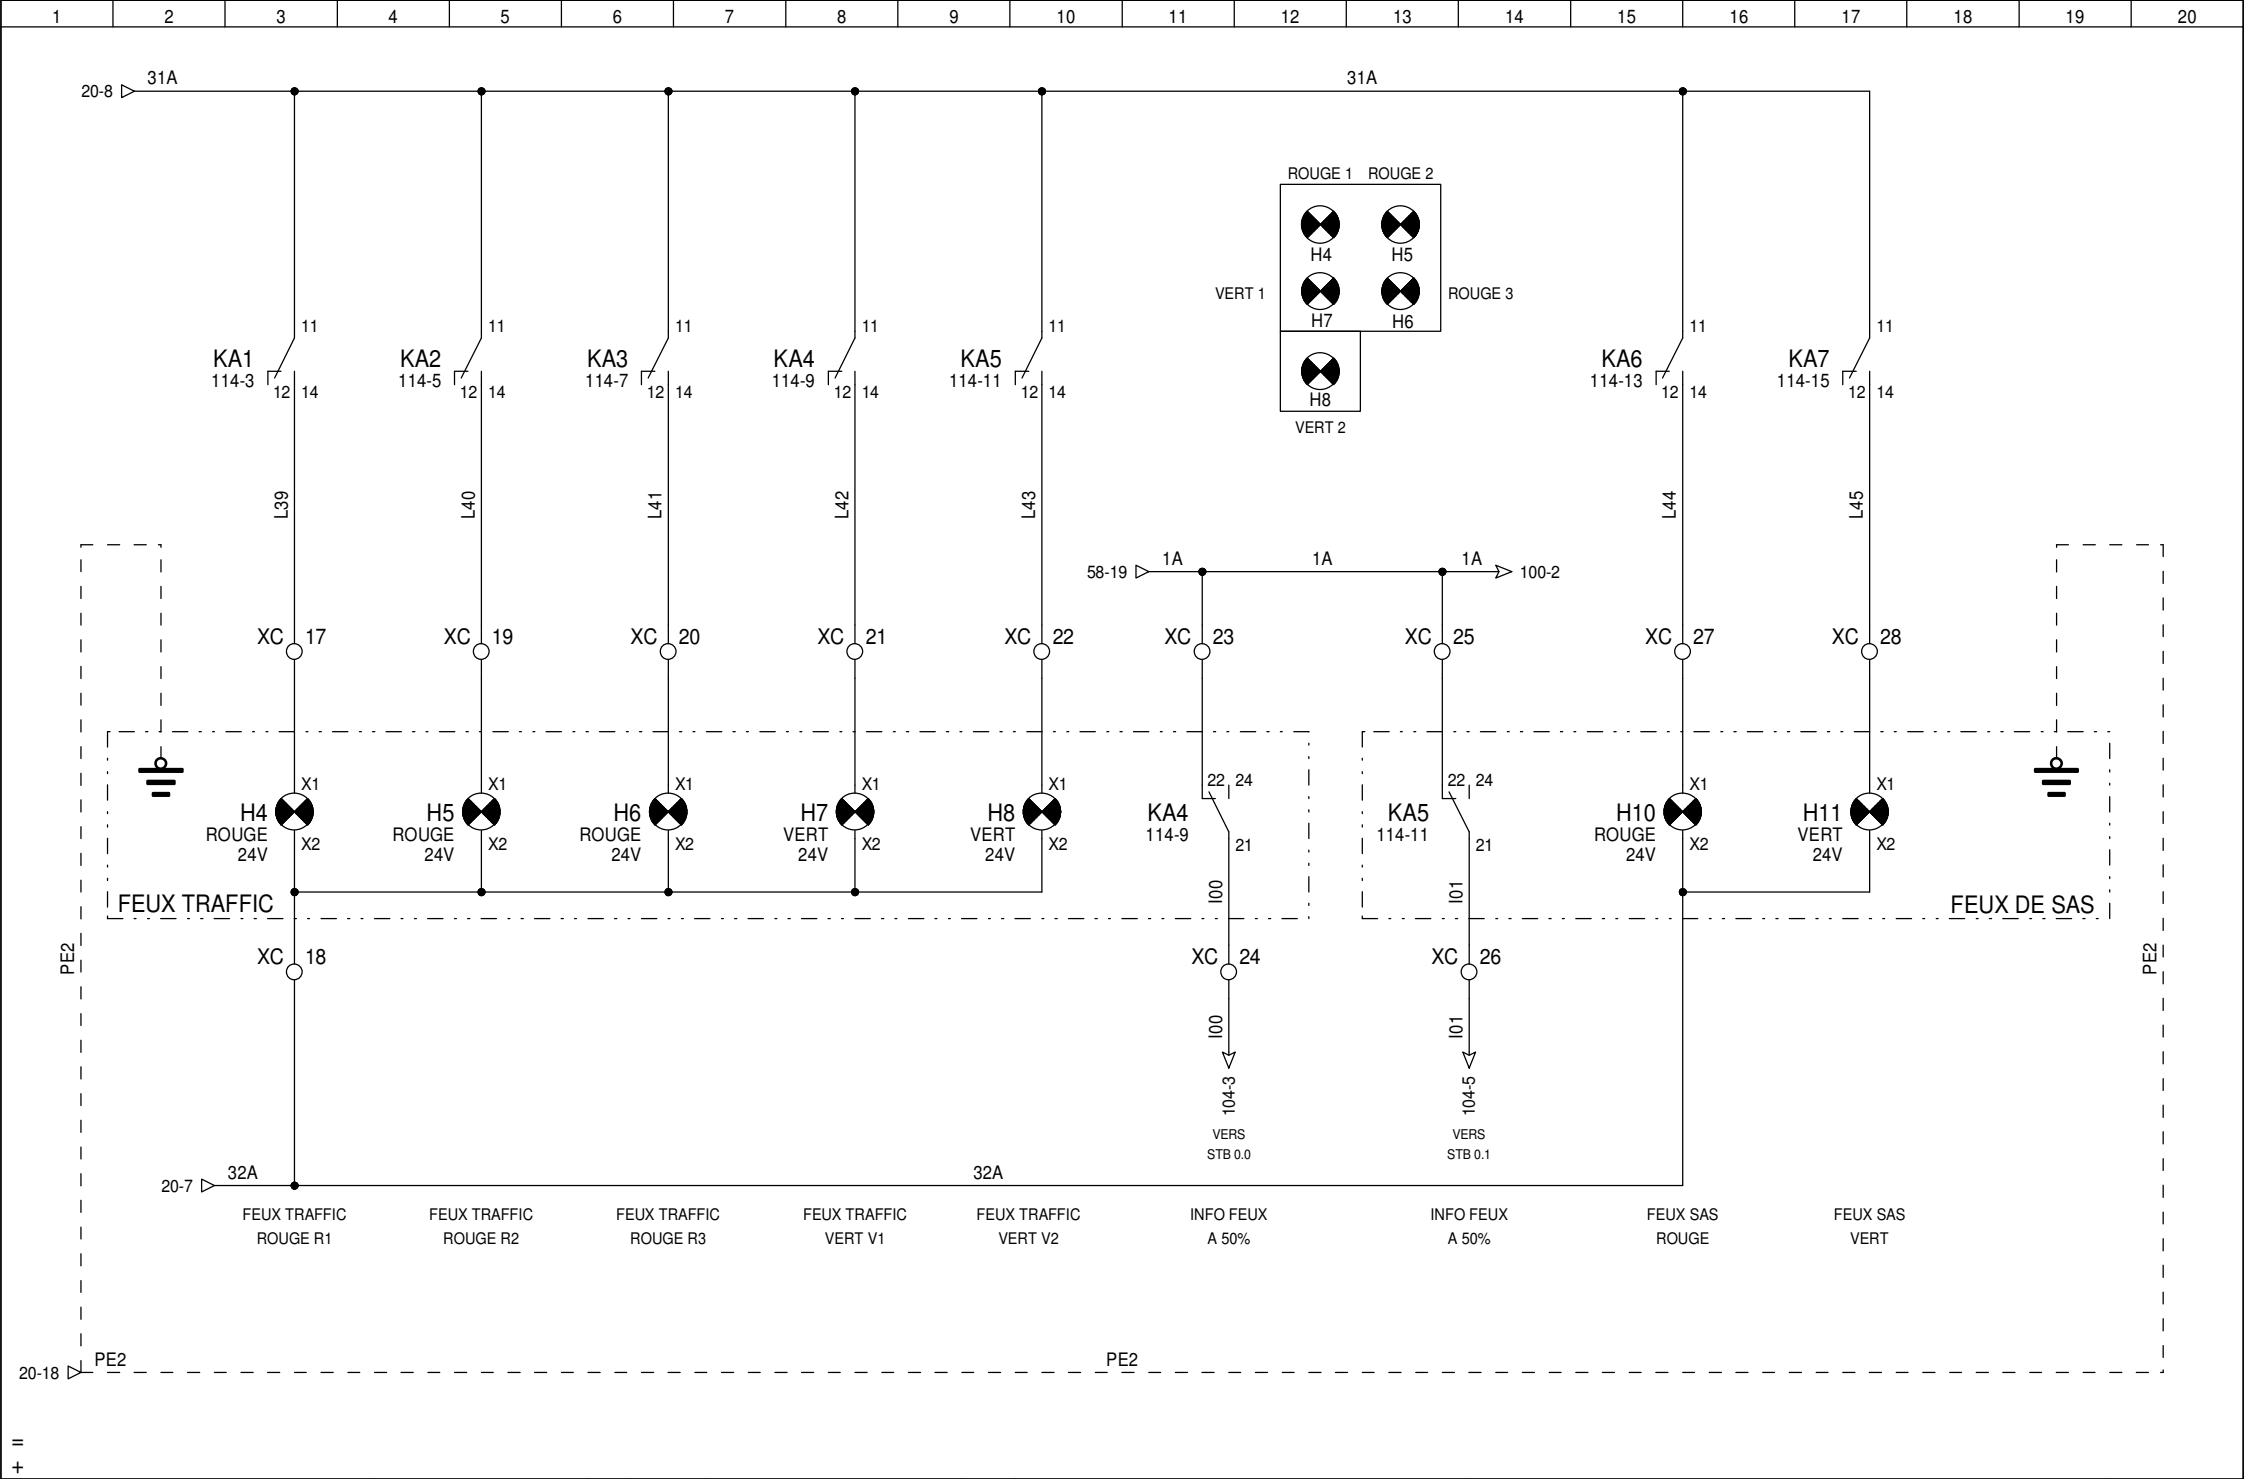 1 2 3 4 5 6 7 8 9 10 11 12 13 14 15 16 17 18 19 20
31A 31A
20-8
ROUGE 1 ROUGE 2
H4 H5
VERT 1 ROUGE 3
H7 H6
H8
VERT 2
11 11 11 11 11 11 11
KA1 KA2 KA3 KA4 KA5 KA6 KA7
114-3 114-5 114-7 114-9 114-11 114-13 114-15
12 14 12 14 12 14 12 14 12 14 12 14 12 14
L39 L40 L41 L42 L43 L44 L45
1A 1A 1A
58-19 100-2
XC 17 XC 19 XC 20 XC 21 XC 22 XC 23 XC 25 XC 27 XC 28
22 24 22 24
X1 X1 X1 X1 X1 X1 X1
H4 H5 H6 H7 H8 KA4 KA5 H10 H11
ROUGE ROUGE ROUGE VERT VERT 114-9 114-11 ROUGE VERT
X2 X2 X2 X2 X2 21 21 X2 X2
24V 24V 24V 24V 24V 24V 24V
I00 I01
FEUX TRAFFIC FEUX DE SAS
PE2 PE2
XC 18 XC 24 XC 26
I00 I01
104-3 104-5
VERS VERS
STB 0.0 STB 0.1
32A 32A
20-7
FEUX TRAFFIC FEUX TRAFFIC FEUX TRAFFIC FEUX TRAFFIC FEUX TRAFFIC INFO FEUX INFO FEUX FEUX SAS FEUX SAS
ROUGE R1 ROUGE R2 ROUGE R3 VERT V1 VERT V2 A 50% A 50% ROUGE VERT
PE2 PE2
20-18
=
+